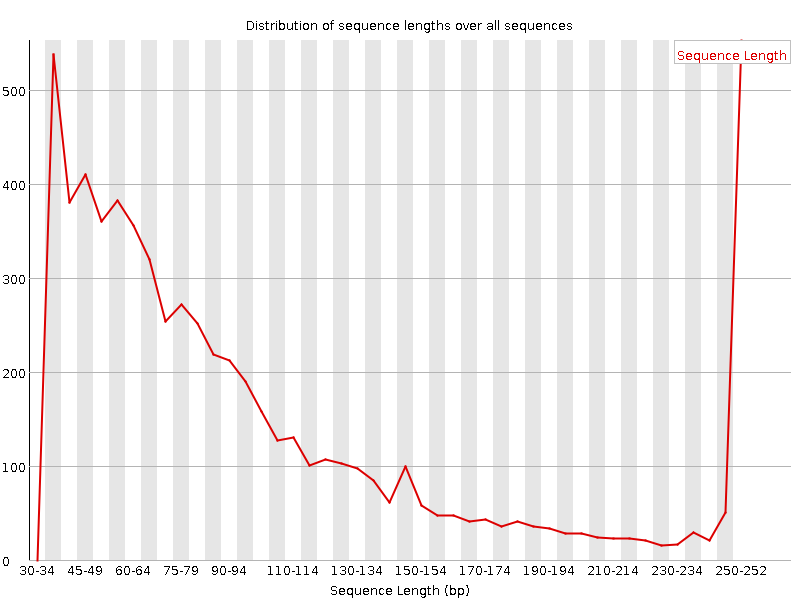 Distribution of sequence lengths over all sequences
Sequence Length
500
400
300
200
100
0
30-34 45-49 60-64 75-79 90-94 110-114 130-134 150-154 170-174 190-194 210-214 230-234 250-252
Sequence Length (bp)